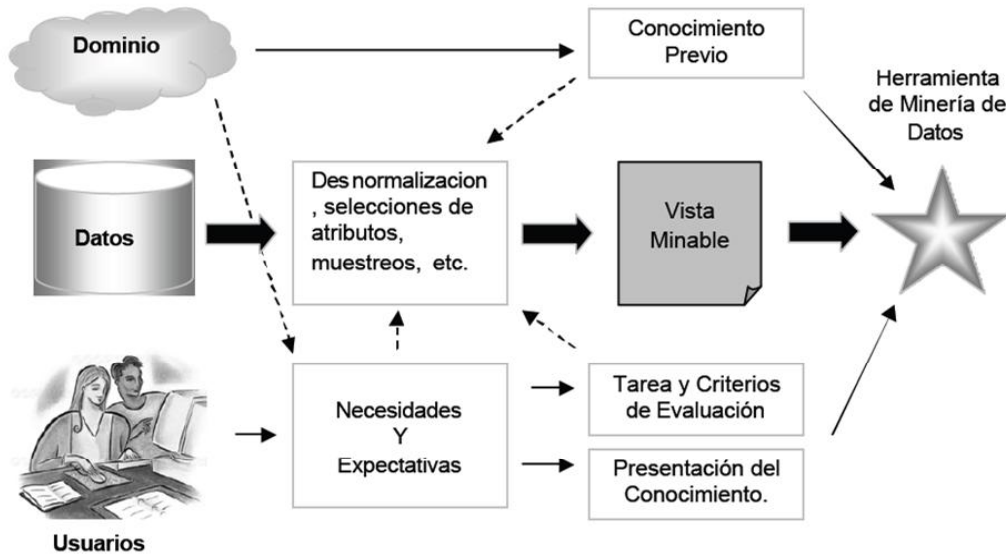 Dominio
Conocimiento
Previo
Herramienta
de Minería de
Datos
Datos
Des normalizacion
, selecciones de
atributos,
muestreos, etc.
Vista
Minable
Necesidades
Y
Expectativas
Tarea y Criterios
de Evaluación
Presentación del
Conocimiento.
Usuarios